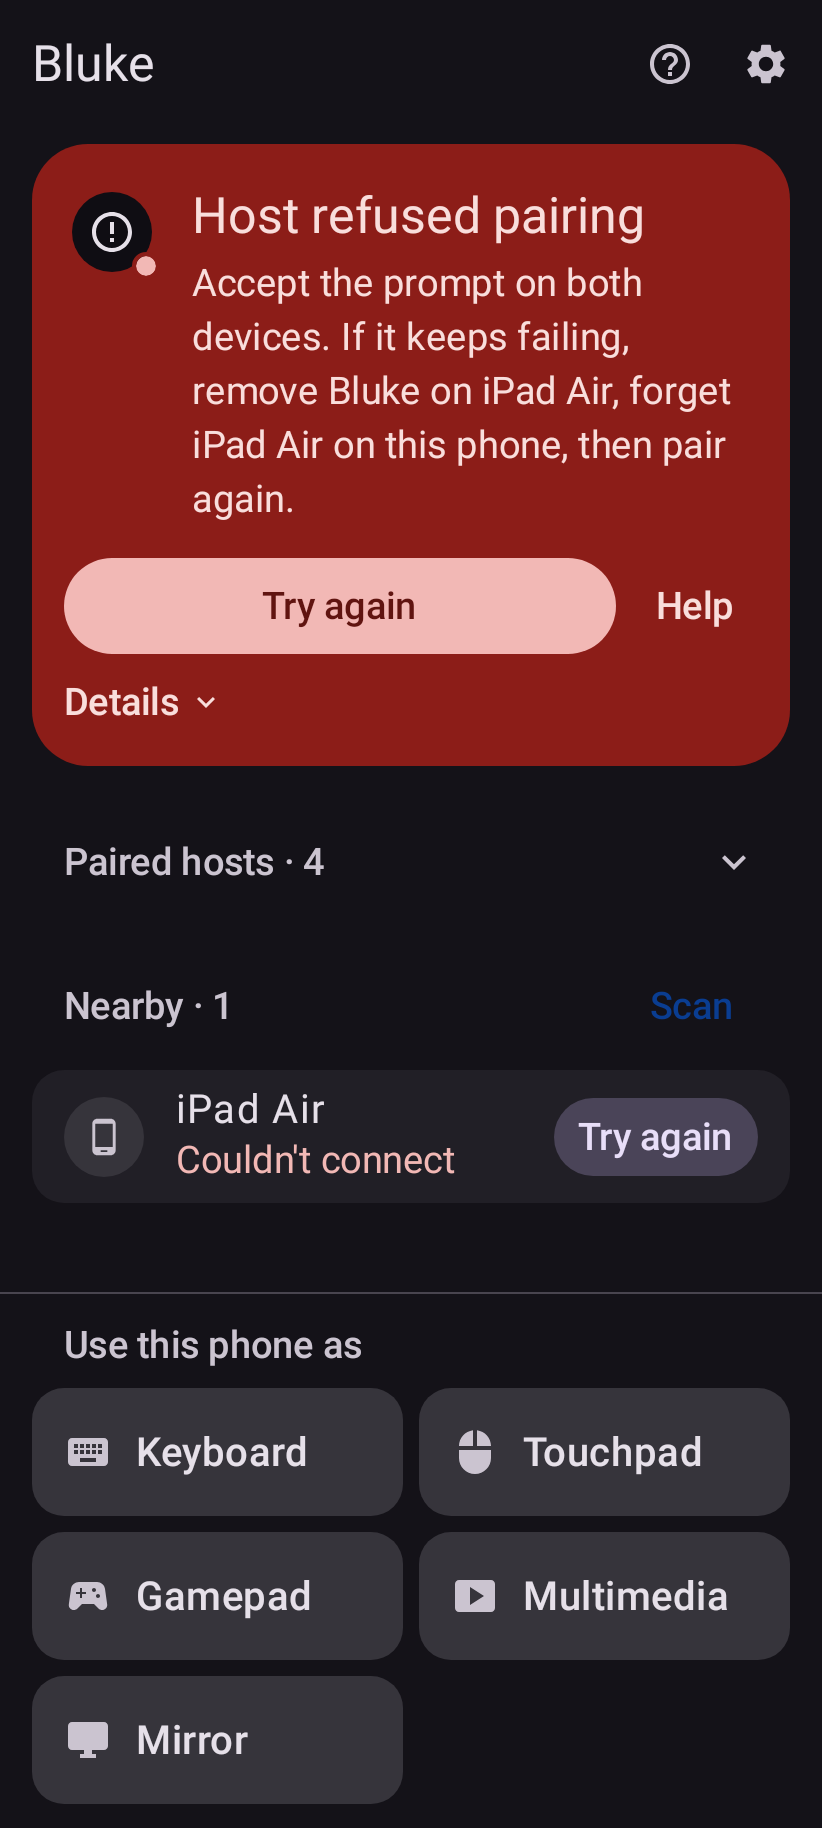 Bluke
Host refused pairing
Accept the prompt on both
devices. If it keeps failing,
remove Bluke on iPad Air, forget
iPad Air on this phone, then pair
again.
Try again
Help
Details
Paired hosts · 4
Nearby · 1
Scan
iPad Air
Couldn't connect
Try again
Use this phone as
Keyboard
Touchpad
Gamepad
Multimedia
Mirror